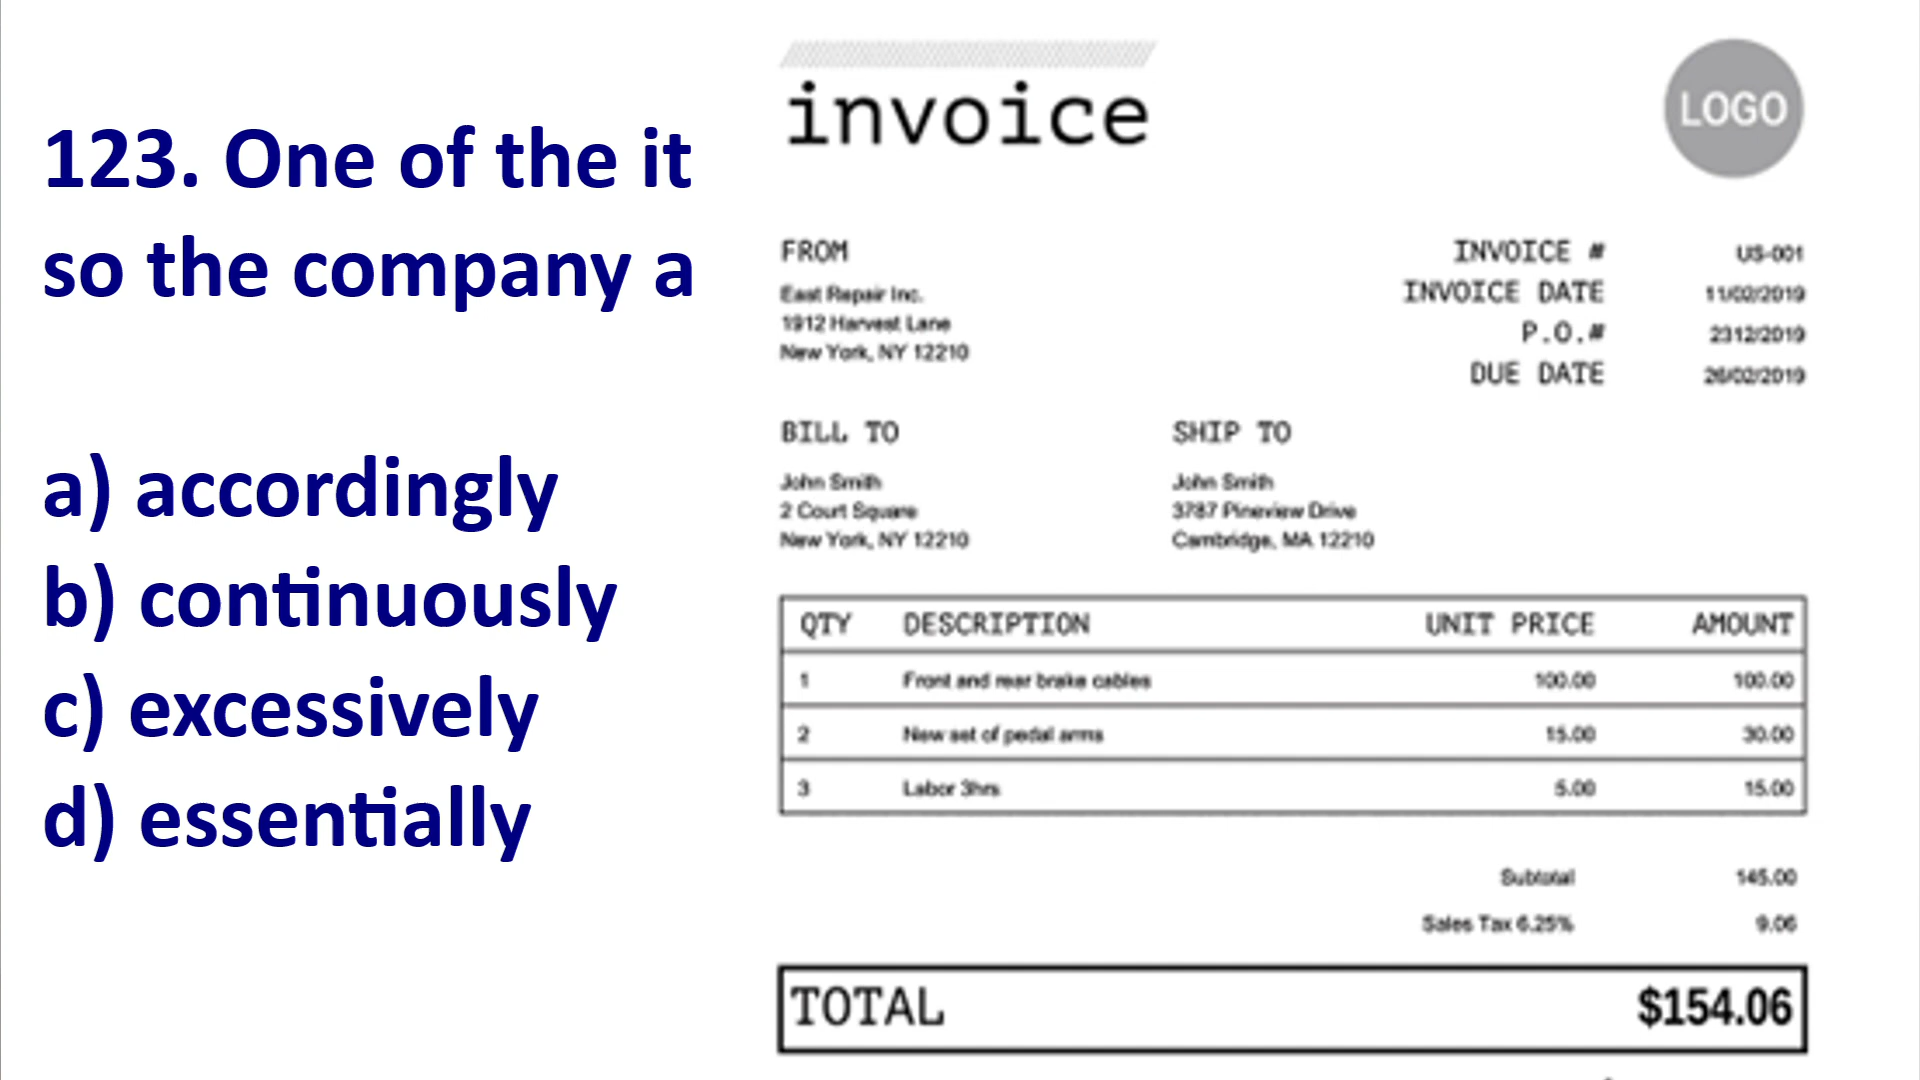 123. One of the it
so the company a
a) accordingly
b) continuously
c) excessively
d) essentially
invoice
LOGO
FROM
East Repair Inc.
1912 Harvest Lane
New York, NY 12210
INVOICE # US-001
INVOICE DATE 11/02/2019
P.O.# 2312/2019
DUE DATE 26/02/2019
BILL TO
John Smith
2 Court Square
New York, NY 12210
SHIP TO
John Smith
3787 Pineview Drive
Cambridge, MA 12210
QTY DESCRIPTION UNIT PRICE AMOUNT
1 Front and rear brake cables 100.00 100.00
2 New set of pedal arms 15.00 30.00
3 Labor 3hrs 5.00 15.00
Subtotal 145.00
Sales Tax 6.25% 9.06
TOTAL $154.06